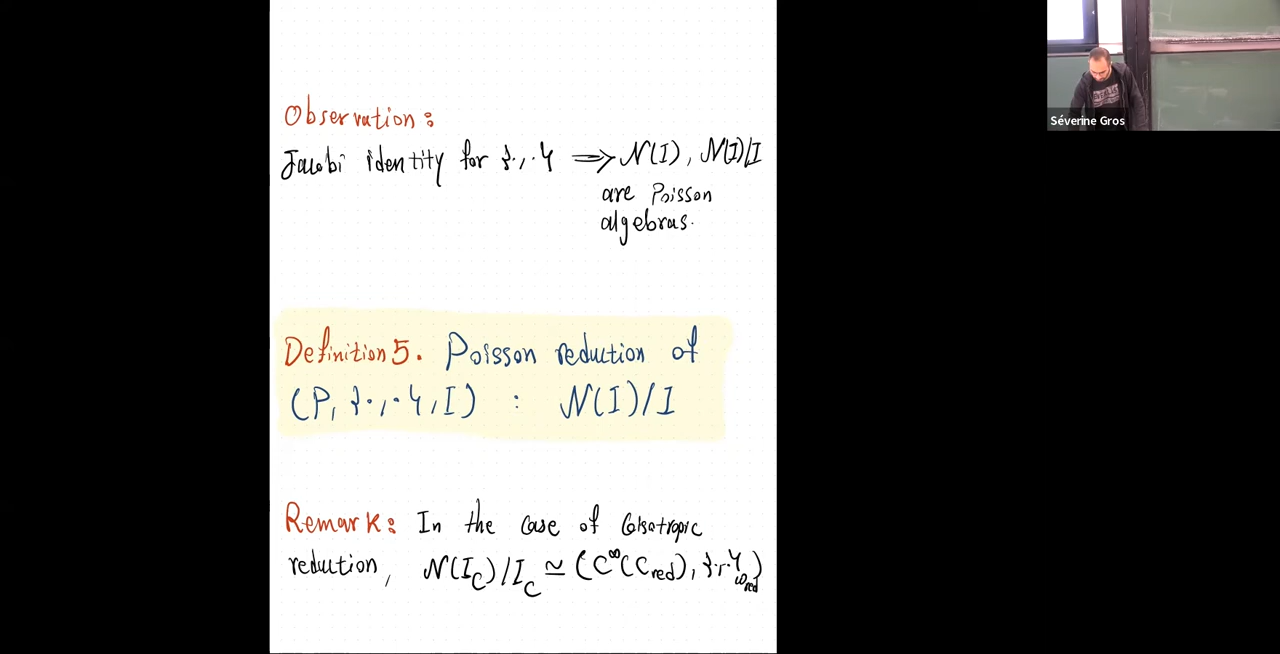 Observation:
Jacobi identity for {·,·} ⟹ N(I), N(I)/I
are Poisson
algebras.
Definition 5. Poisson reduction of
(P, {·,·}, I) : N(I)/I
Remark: In the case of coisotropic
reduction, N(I_C)/I_C ≃ (C^∞(C_red), {·,·}_ω_red)
Séverine Gros